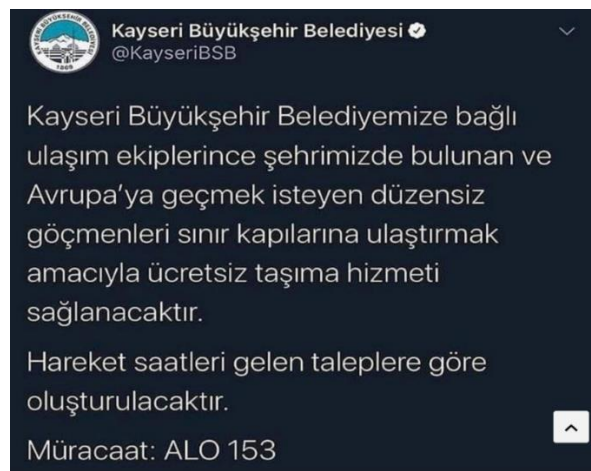 Kayseri Büyükşehir Belediyesi
@KayseriBSB
Kayseri Büyükşehir Belediyemize bağlı
ulaşım ekiplerince şehrimizde bulunan ve
Avrupa'ya geçmek isteyen düzensiz
göçmenleri sınır kapılarına ulaştırmak
amacıyla ücretsiz taşıma hizmeti
sağlanacaktır.
Hareket saatleri gelen taleplere göre
oluşturulacaktır.
Müracaat: ALO 153